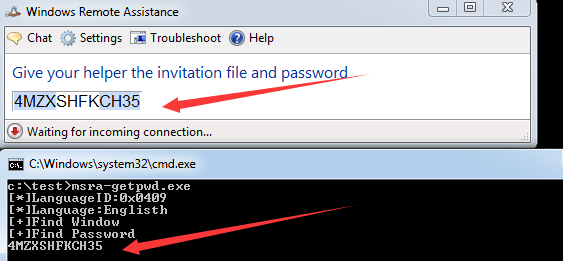 Windows Remote Assistance
Chat Settings Troubleshoot Help
Give your helper the invitation file and password
4MZXSHFKCH35
Waiting for incoming connection...
C:\Windows\system32\cmd.exe
c:\test>msra-getpwd.exe
[*]LanguageID:0x0409
[*]Language:Englisth
[+]Find Window
[+]Find Password
4MZXSHFKCH35